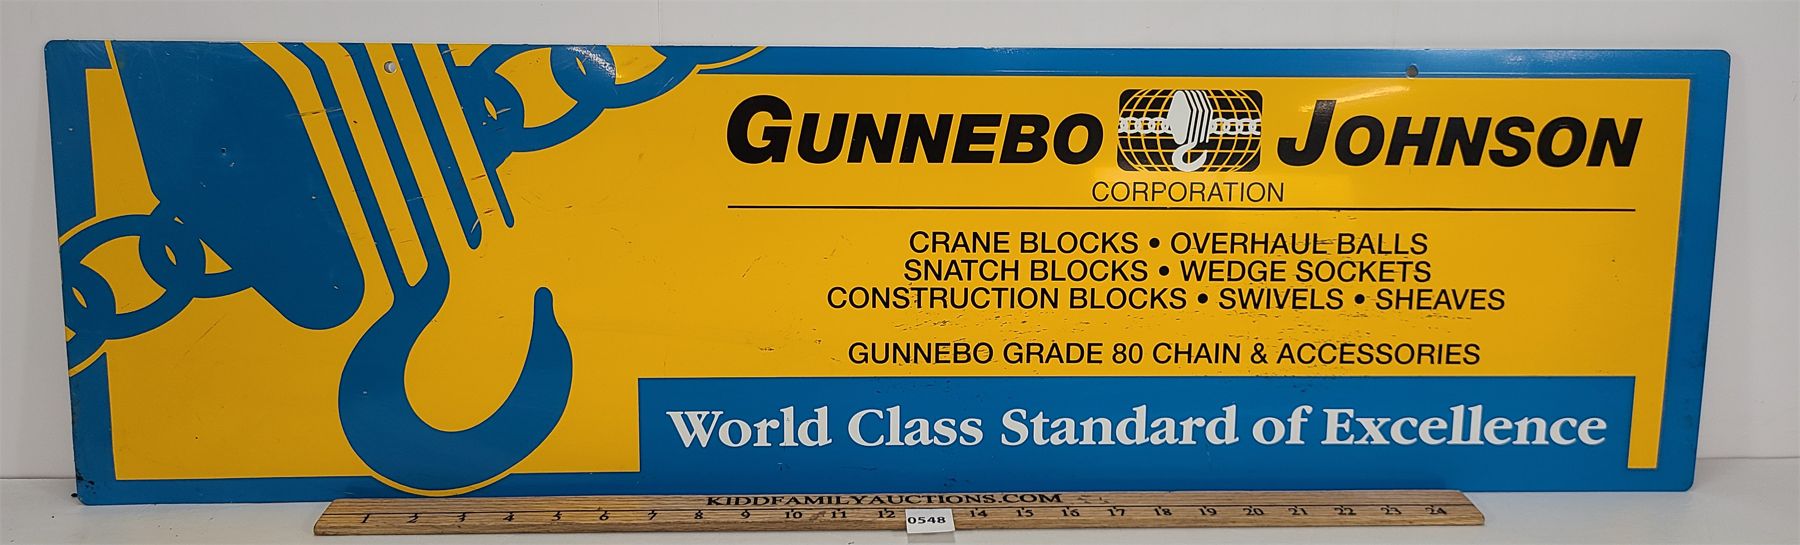 GUNNEBO JOHNSON
CORPORATION
CRANE BLOCKS • OVERHAUL BALLS
SNATCH BLOCKS • WEDGE SOCKETS
CONSTRUCTION BLOCKS • SWIVELS • SHEAVES
GUNNEBO GRADE 80 CHAIN & ACCESSORIES
World Class Standard of Excellence
KIDDFAMILYAUCTIONS.COM
1 2 3 4 5 6 7 8 9 10 11 12 0548 14 15 16 17 18 19 20 21 22 23 24